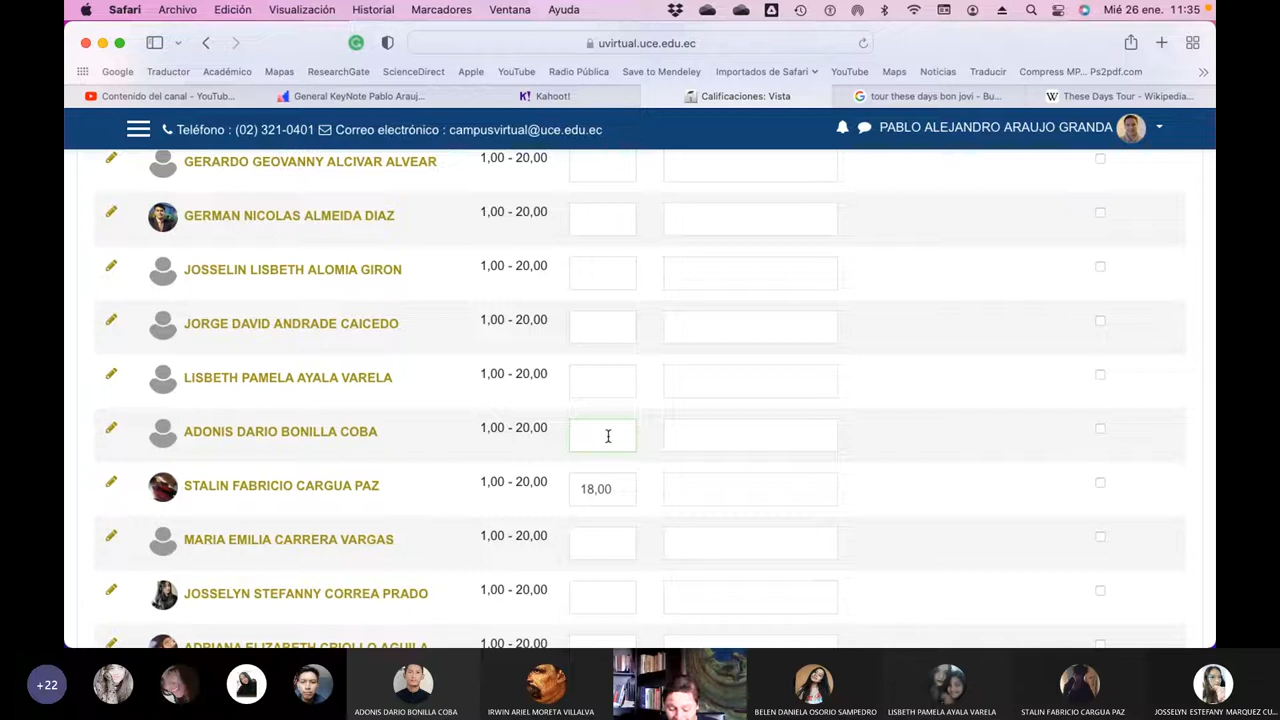 Safari Archivo Edición Visualización Historial Marcadores Ventana Ayuda Mié 26 ene. 11:35
uvirtual.uce.edu.ec
Google Traductor Académico Mapas ResearchGate ScienceDirect Apple YouTube Radio Pública Save to Mendeley Importados de Safari YouTube Maps Noticias Traducir Compress MP... Ps2pdf.com
Contenido del canal - YouTub... General KeyNote Pablo Arauj... Kahoot! Calificaciones: Vista tour these days bon jovi - Bu... These Days Tour - Wikipedia...
Teléfono : (02) 321-0401 Correo electrónico : campusvirtual@uce.edu.ec PABLO ALEJANDRO ARAUJO GRANDA
GERARDO GEOVANNY ALCIVAR ALVEAR 1,00 - 20,00
GERMAN NICOLAS ALMEIDA DIAZ 1,00 - 20,00
JOSSELIN LISBETH ALOMIA GIRON 1,00 - 20,00
JORGE DAVID ANDRADE CAICEDO 1,00 - 20,00
LISBETH PAMELA AYALA VARELA 1,00 - 20,00
ADONIS DARIO BONILLA COBA 1,00 - 20,00
STALIN FABRICIO CARGUA PAZ 1,00 - 20,00 18,00
MARIA EMILIA CARRERA VARGAS 1,00 - 20,00
JOSSELYN STEFANNY CORREA PRADO 1,00 - 20,00
ADRIANA ELIZABETH CRIOLLO AGUILA 1,00 - 20,00
+22
ADONIS DARIO BONILLA COBA IRWIN ARIEL MORETA VILLALVA BELEN DANIELA OSORIO SAMPEDRO LISBETH PAMELA AYALA VARELA STALIN FABRICIO CARGUA PAZ JOSSELYN ESTEFANY MARQUEZ CU...